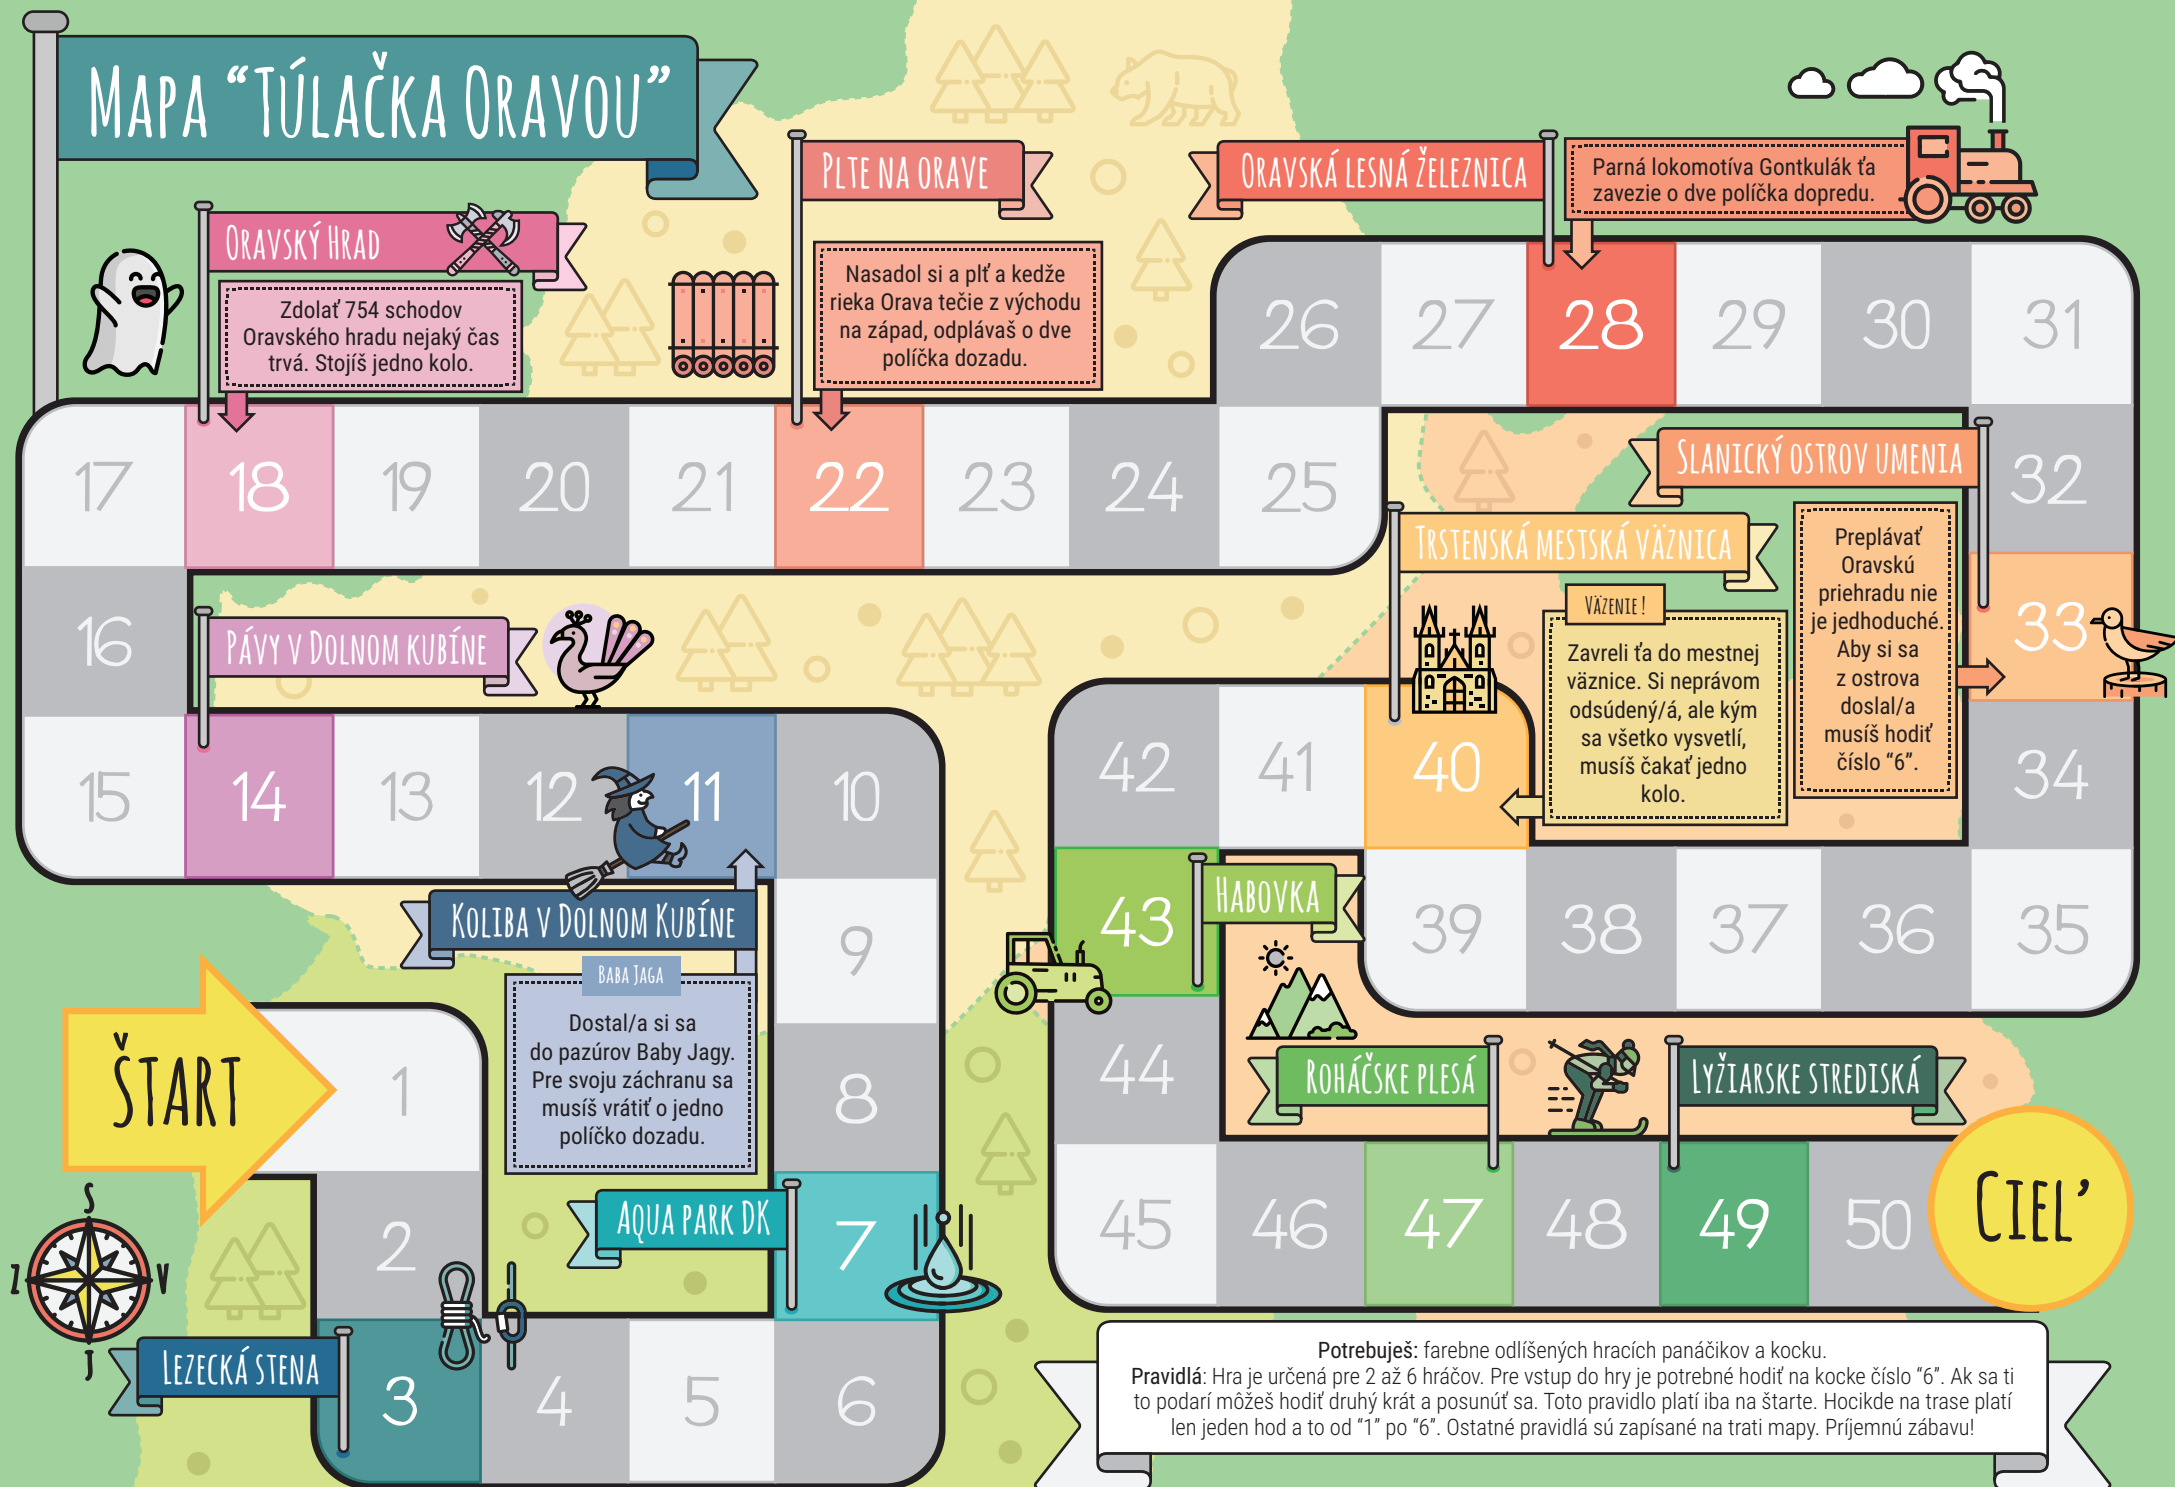 Mapa “Túlačka Oravou”
Oravský Hrad
Zdolať 754 schodov
Oravského hradu nejaký čas
trvá. Stojíš jedno kolo.
Plte na Orave
Nasadol si a plť a kedže
rieka Orava tečie z východu
na západ, odplávaš o dve
políčka dozadu.
Oravská lesná železnica
Parná lokomotíva Gontkulák ťa
zavezie o dve políčka dopredu.
26 27 28 29 30 31
17 18 19 20 21 22 23 24 25
32
Slanický ostrov umenia
Preplávať
Oravskú
priehradu nie
je jedhoduché.
Aby si sa
z ostrova
doslal/a
musíš hodiť
číslo “6”.
Trstenská mestská väznica
Väzenie!
Zavreli ťa do mestnej
väznice. Si neprávom
odsúdený/á, ale kým
sa všetko vysvetlí,
musíš čakať jedno
kolo.
16
33
Pávy v Dolnom kubíne
15 14 13 12 11 10
42 41 40
34
Koliba v Dolnom Kubíne
Baba Jaga
Dostal/a si sa
do pazúrov Baby Jagy.
Pre svoju záchranu sa
musíš vrátiť o jedno
políčko dozadu.
9
43
Habovka
39 38 37 36 35
Štart
1
8
44
Roháčske plesá
Lyžiarske strediská
2
Aqua park DK
7
45 46 47 48 49 50
Cieľ
S
Z
V
J
Lezecká stena
3 4 5 6
Potrebuješ: farebne odlíšených hracích panáčikov a kocku.
Pravidlá: Hra je určená pre 2 až 6 hráčov. Pre vstup do hry je potrebné hodiť na kocke číslo “6”. Ak sa ti
to podarí môžeš hodiť druhý krát a posunúť sa. Toto pravidlo platí iba na štarte. Hocikde na trase platí
len jeden hod a to od “1” po “6”. Ostatné pravidlá sú zapísané na trati mapy. Príjemnú zábavu!